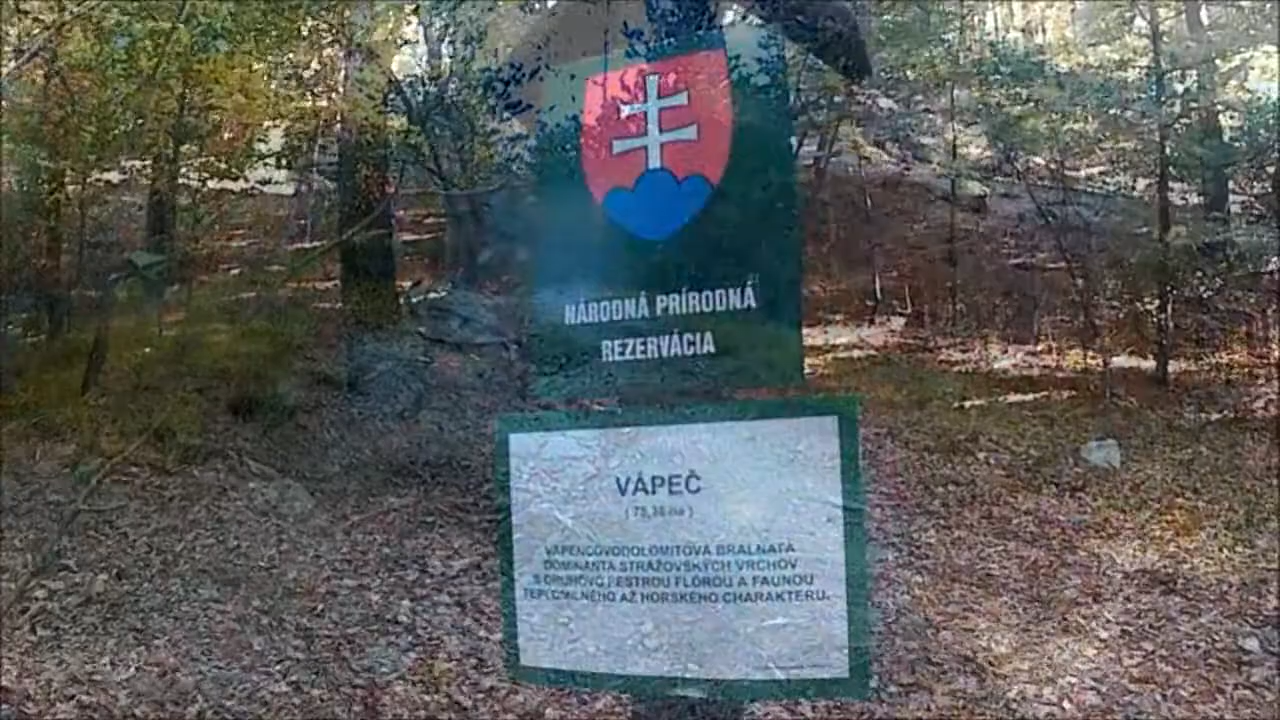 NÁRODNÁ PRÍRODNÁ
REZERVÁCIA
VÁPEČ
VÁPENCOVODOLOMITOVÁ BRALNATÁ
DOMINANTA STRÁŽOVSKÝCH VRCHOV
S DRUHOVO PESTROU FLÓROU A FAUNOU
TEPLOMILNÉHO AŽ HORSKÉHO CHARAKTERU.